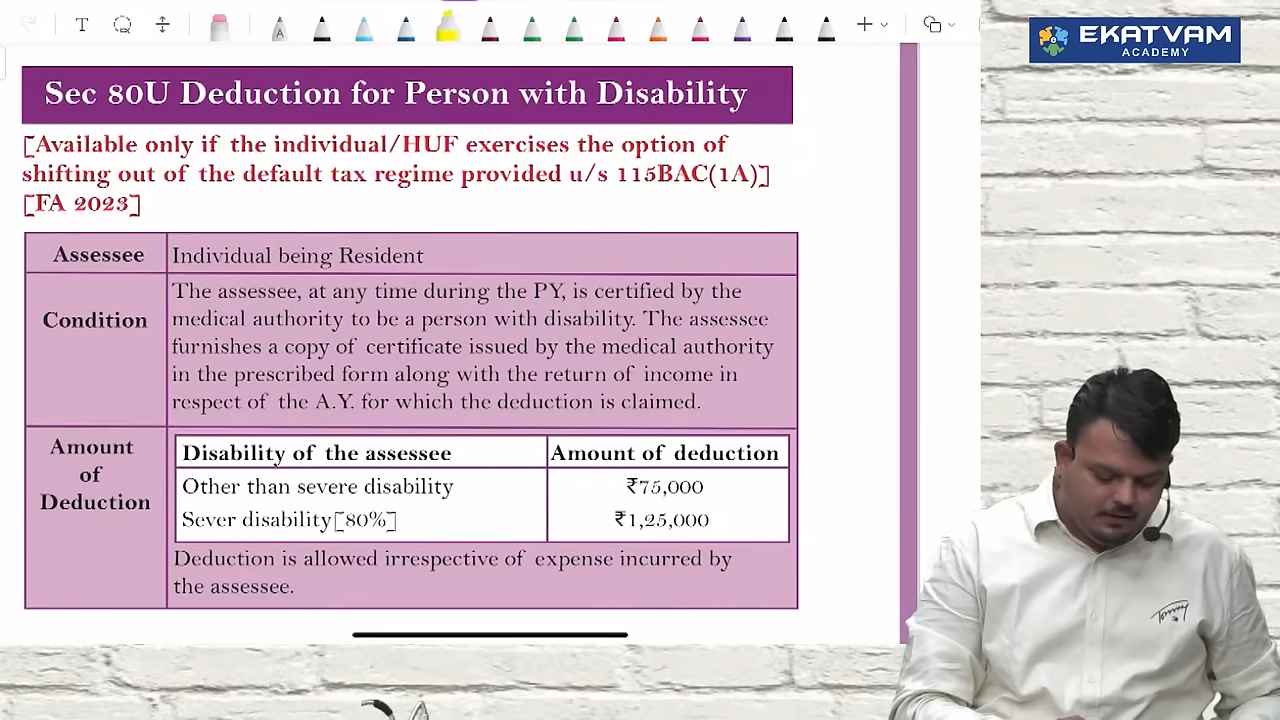 T
A
EKATVAM
ACADEMY
Sec 80U Deduction for Person with Disability
[Available only if the individual/HUF exercises the option of
shifting out of the default tax regime provided u/s 115BAC(1A)]
[FA 2023]
Assessee
Individual being Resident
Condition
The assessee, at any time during the PY, is certified by the
medical authority to be a person with disability. The assessee
furnishes a copy of certificate issued by the medical authority
in the prescribed form along with the return of income in
respect of the A.Y. for which the deduction is claimed.
Amount
of
Deduction
Disability of the assessee
Amount of deduction
Other than severe disability
₹75,000
Sever disability[80%]
₹1,25,000
Deduction is allowed irrespective of expense incurred by
the assessee.
Tommy